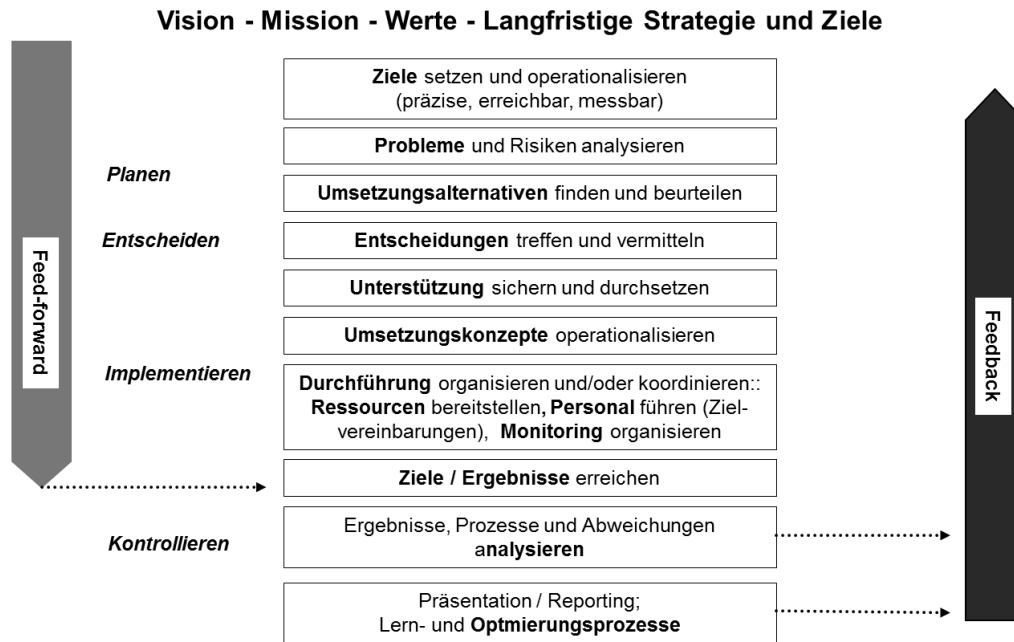 Vision - Mission - Werte - Langfristige Strategie und Ziele
Ziele setzen und operationalisieren
(präzise, erreichbar, messbar)
Probleme und Risiken analysieren
Planen
Umsetzungsalternativen finden und beurteilen
Entscheiden
Entscheidungen treffen und vermitteln
Feed-forward
Unterstützung sichern und durchsetzen
Feedback
Umsetzungskonzepte operationalisieren
Implementieren
Durchführung organisieren und/oder koordinieren::
Ressourcen bereitstellen, Personal führen (Ziel-
vereinbarungen), Monitoring organisieren
Ziele / Ergebnisse erreichen
Kontrollieren
Ergebnisse, Prozesse und Abweichungen
analysieren
Präsentation / Reporting;
Lern- und Optmierungsprozesse